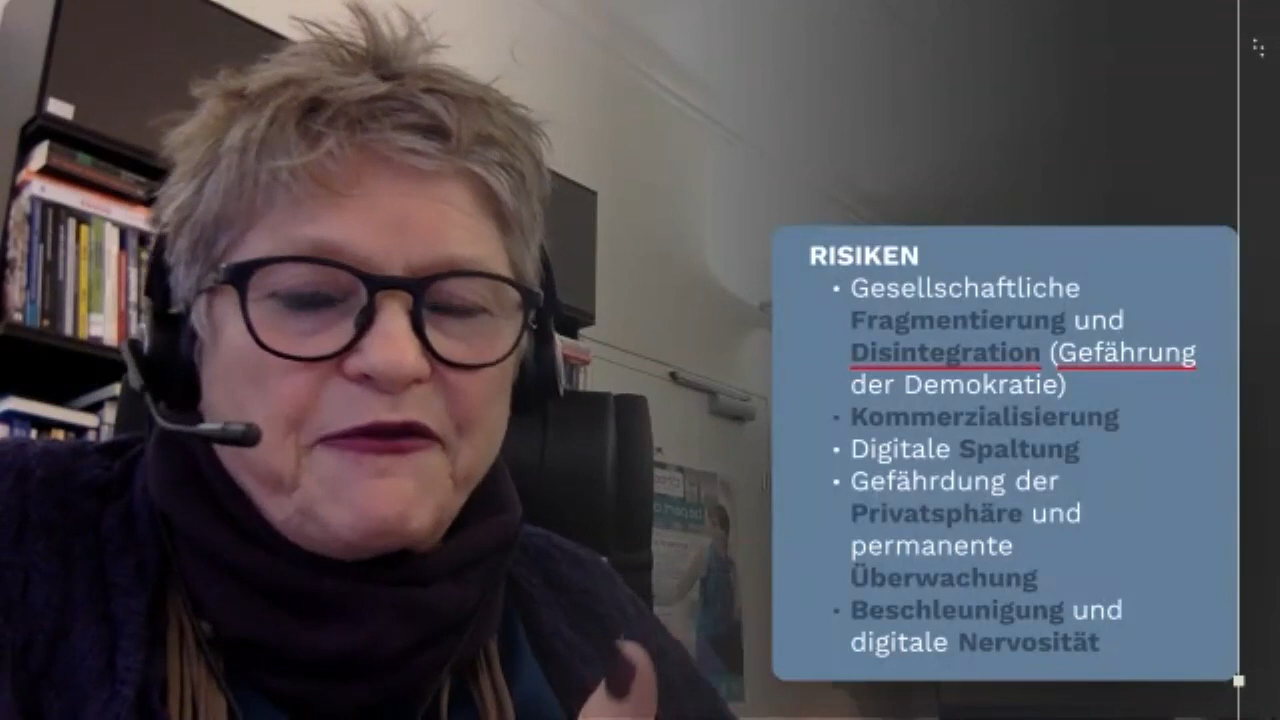 RISIKEN
• Gesellschaftliche
Fragmentierung und
Disintegration (Gefährung
der Demokratie)
• Kommerzialisierung
• Digitale Spaltung
• Gefährdung der
Privatsphäre und
permanente
Überwachung
• Beschleunigung und
digitale Nervosität